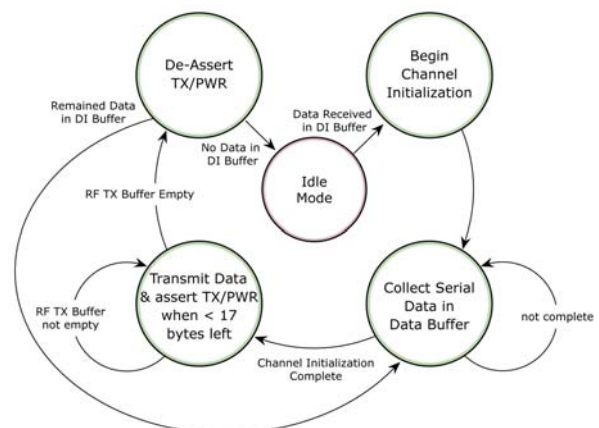 De-Assert
TX/PWR
Begin
Channel
Initialization
Remained Data
in DI Buffer
Data Received
in DI Buffer
No Data in
DI Buffer
Idle
Mode
RF TX Buffer Empty
Transmit Data
& assert TX/PWR
when < 17
bytes left
Collect Serial
Data in
Data Buffer
RF TX Buffer
not empty
not complete
Channel Initialization
Complete